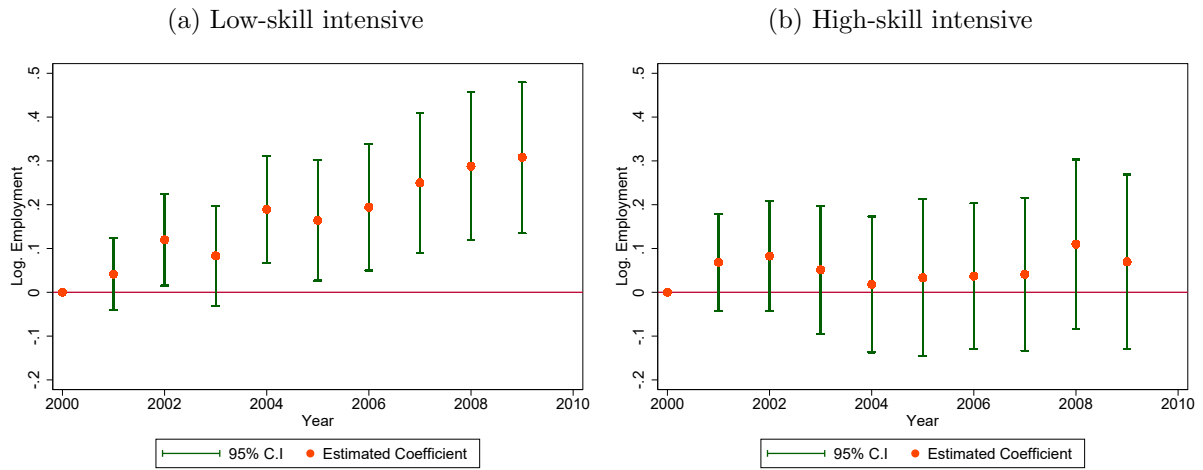 (a) Low-skill intensive
Log. Employment
.5
.4
.3
.2
.1
0
-.1
-.2
2000 2002 2004 2006 2008 2010
Year
95% C.I Estimated Coefficient
(b) High-skill intensive
Log. Employment
.5
.4
.3
.2
.1
0
-.1
-.2
2000 2002 2004 2006 2008 2010
Year
95% C.I Estimated Coefficient